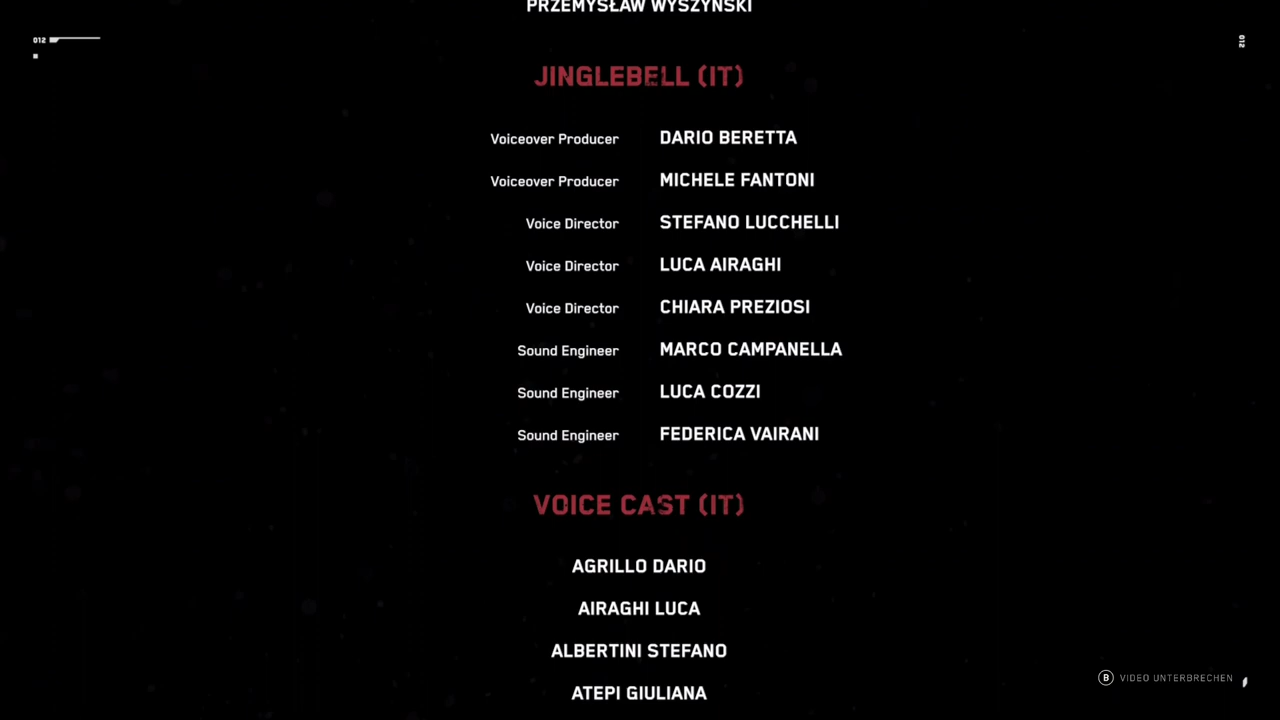 PRZEMYSŁAW WYSZYŃSKI
012
012
JINGLEBELL (IT)
Voiceover Producer DARIO BERETTA
Voiceover Producer MICHELE FANTONI
Voice Director STEFANO LUCCHELLI
Voice Director LUCA AIRAGHI
Voice Director CHIARA PREZIOSI
Sound Engineer MARCO CAMPANELLA
Sound Engineer LUCA COZZI
Sound Engineer FEDERICA VAIRANI
VOICE CAST (IT)
AGRILLO DARIO
AIRAGHI LUCA
ALBERTINI STEFANO
ATEPI GIULIANA
B VIDEO UNTERBRECHEN